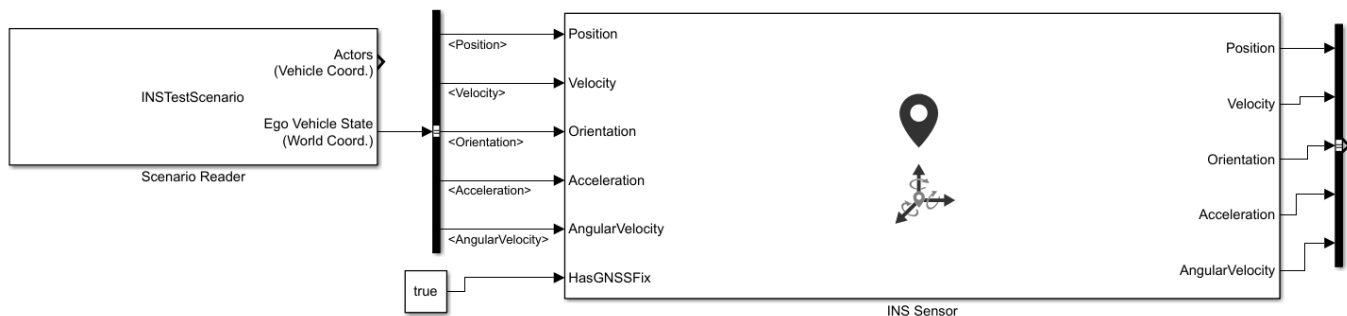 Actors
(Vehicle Coord.)
INSTestScenario
Ego Vehicle State
(World Coord.)
Scenario Reader
<Position>
<Velocity>
<Orientation>
<Acceleration>
<AngularVelocity>
true
Position
Velocity
Orientation
Acceleration
AngularVelocity
HasGNSSFix
Position
Velocity
Orientation
Acceleration
AngularVelocity
INS Sensor